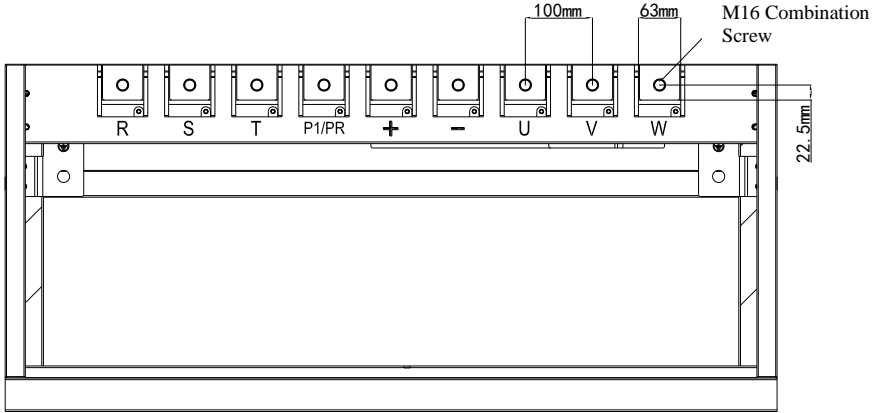 100mm
63mm
M16 Combination
Screw
R S T P1/PR + - U V W
22.5mm